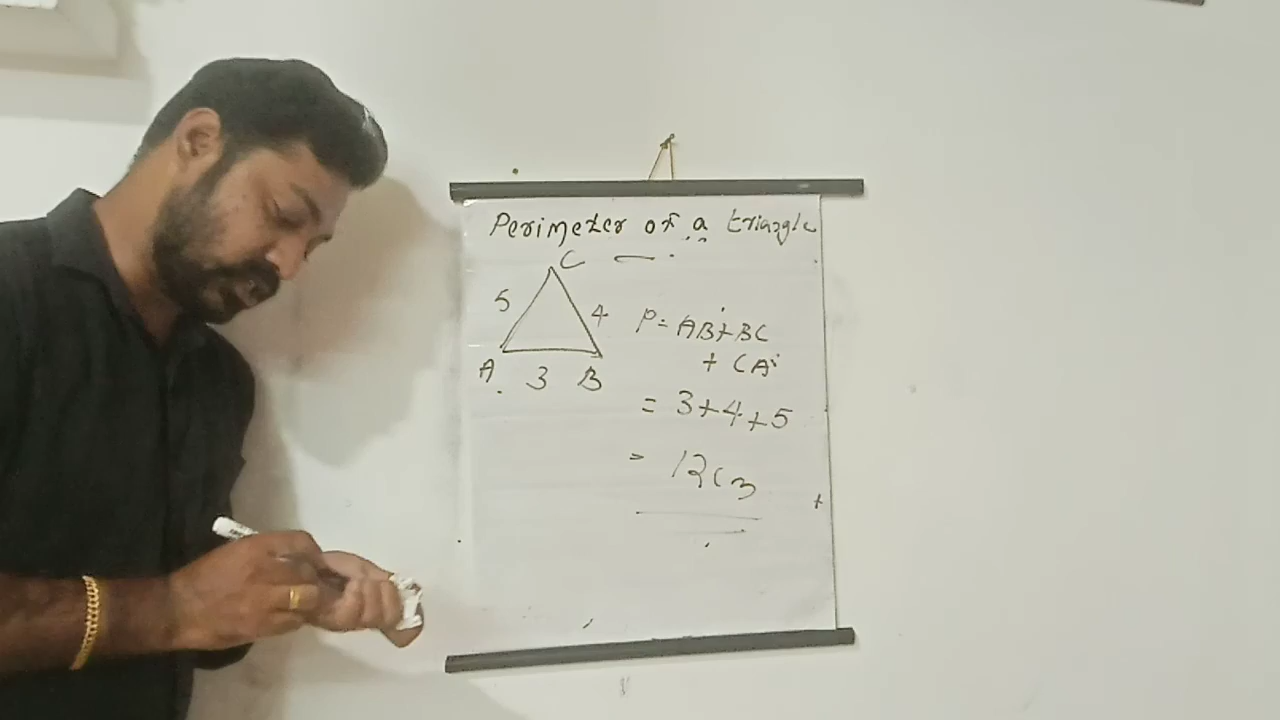 Perimeter of a triangle
C
5
4
A 3 B
P = AB + BC
+ CA
= 3 + 4 + 5
= 12 cm